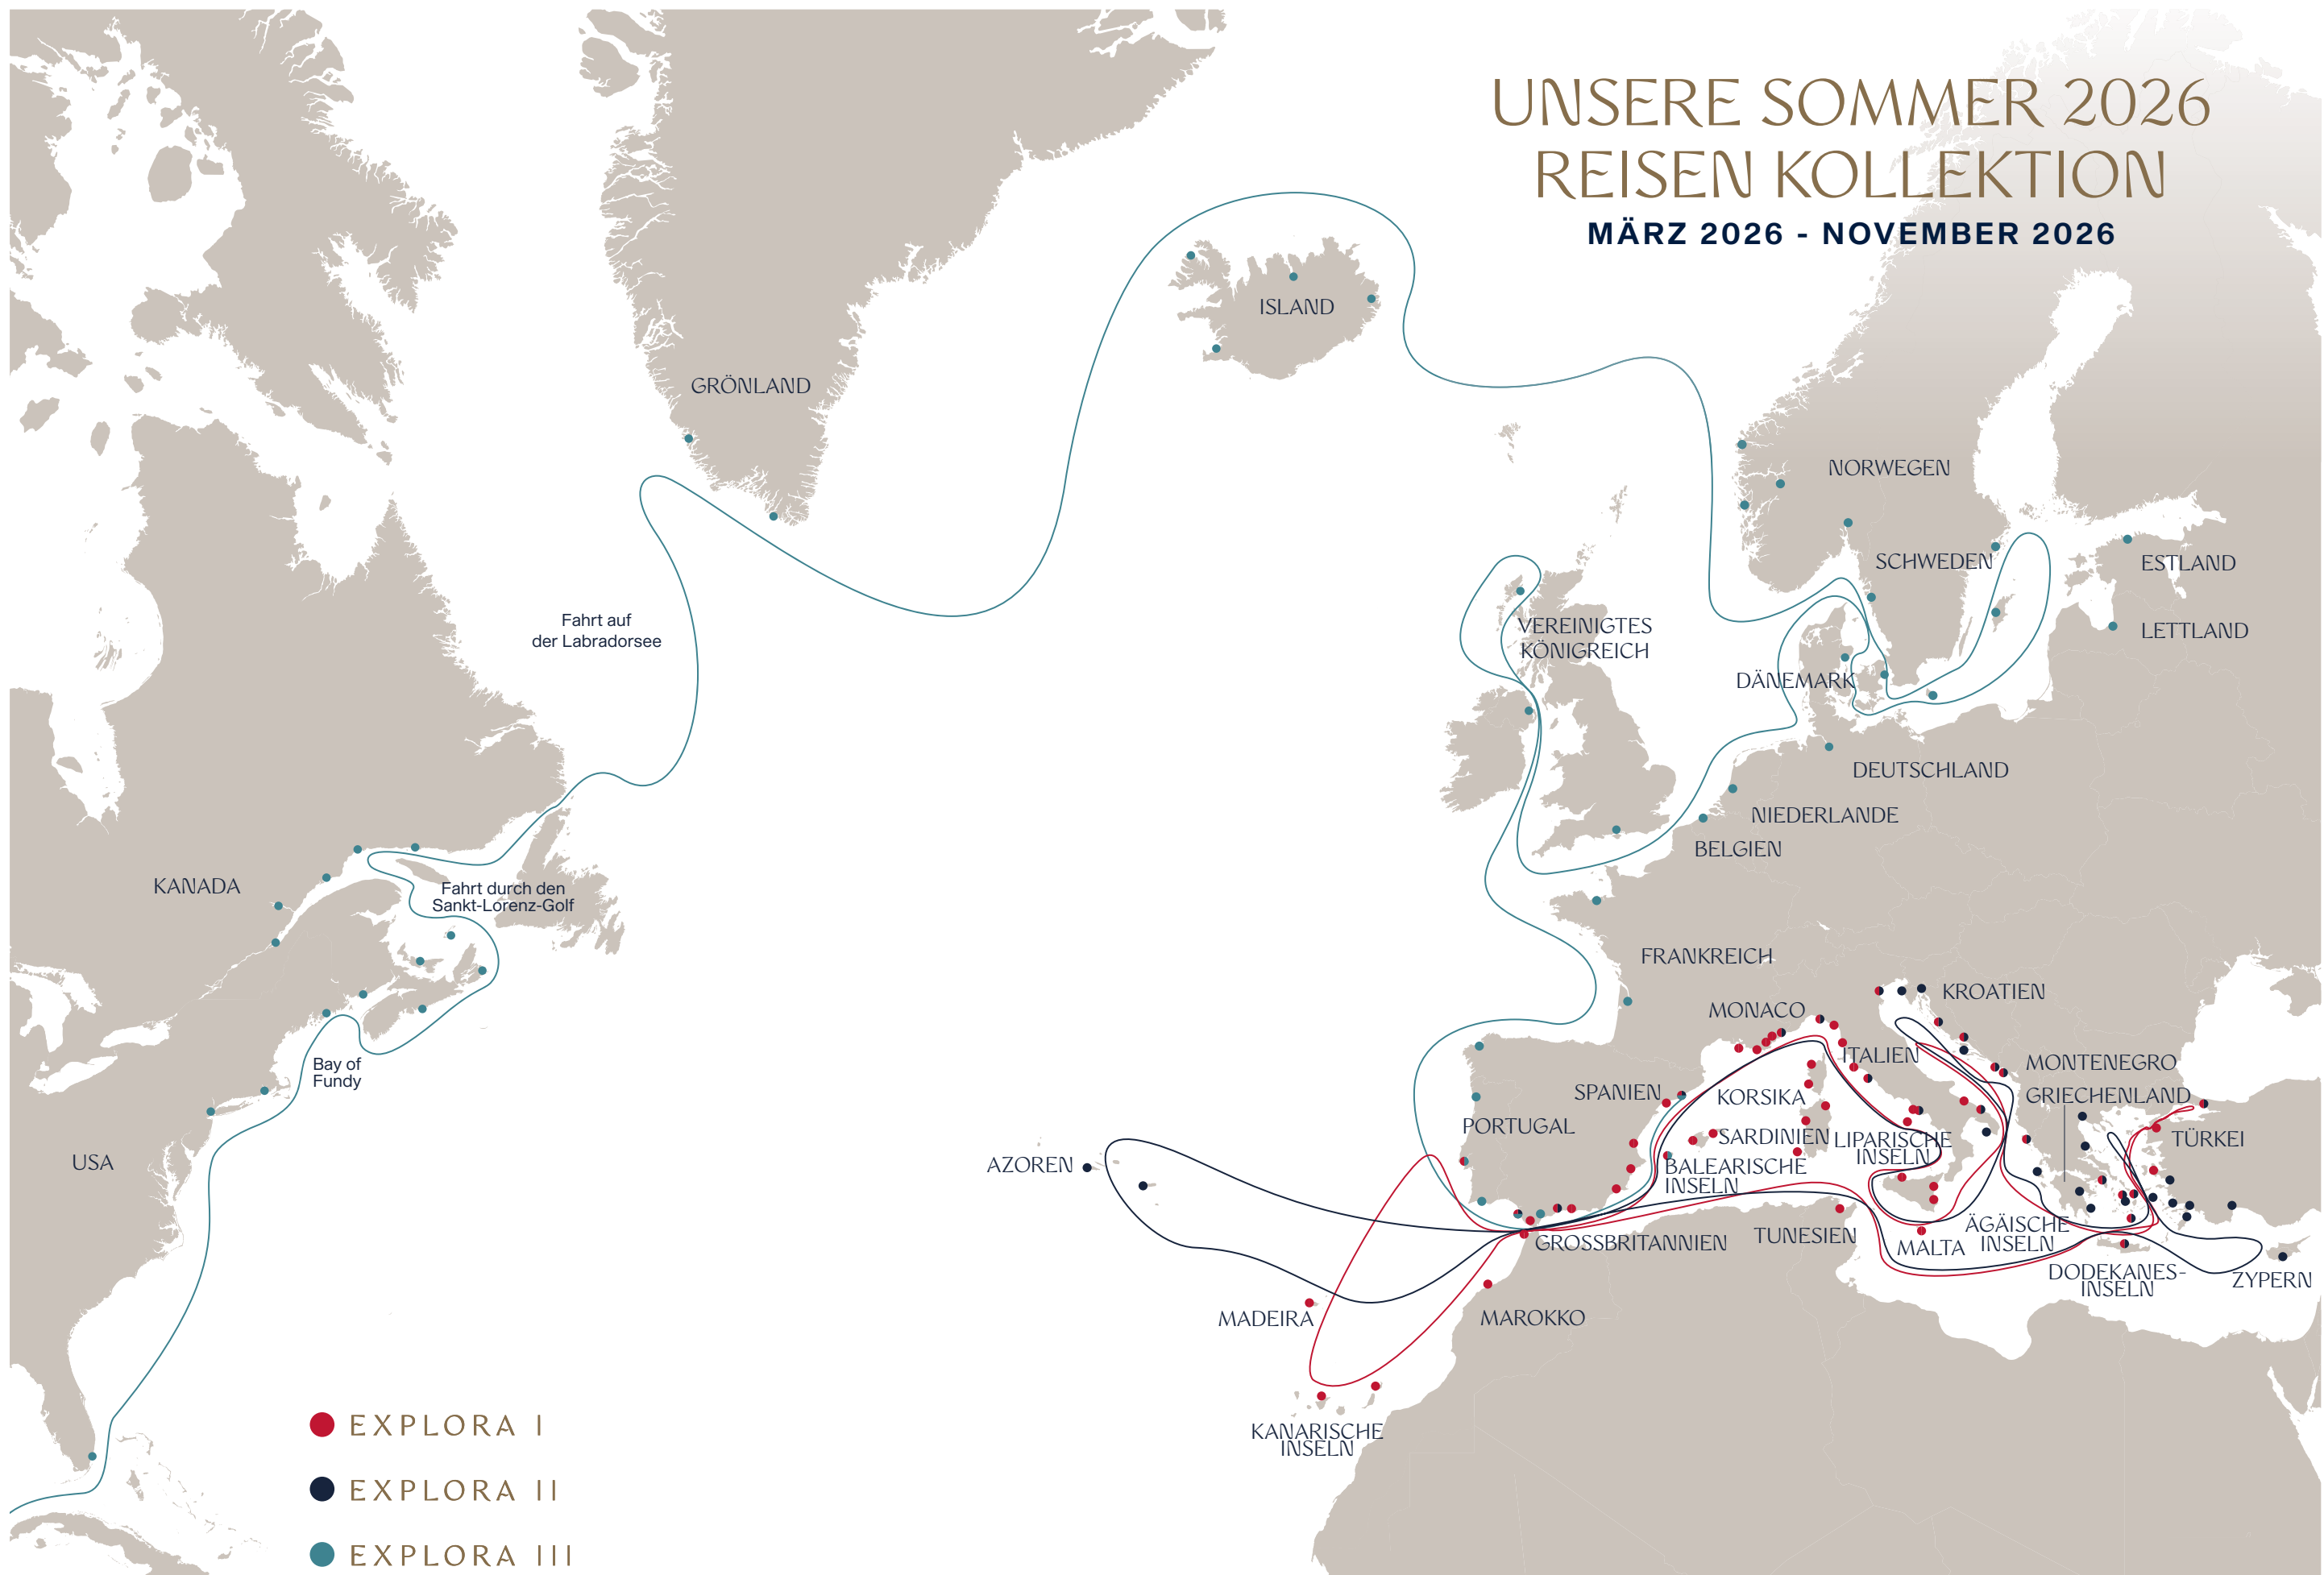 UNSERE SOMMER 2026
REISEN KOLLEKTION
MÄRZ 2026 - NOVEMBER 2026
ISLAND
GRÖNLAND
NORWEGEN
SCHWEDEN
ESTLAND
Fahrt auf
der Labradorsee
VEREINIGTES
KÖNIGREICH
LETTLAND
DÄNEMARK
DEUTSCHLAND
NIEDERLANDE
BELGIEN
KANADA
Fahrt durch den
Sankt-Lorenz-Golf
FRANKREICH
KROATIEN
MONACO
Bay of
Fundy
ITALIEN
MONTENEGRO
SPANIEN
KORSIKA
GRIECHENLAND
PORTUGAL
SARDINIEN
LIPARISCHE
INSELN
TÜRKEI
USA
AZOREN
BALEARISCHE
INSELN
ÄGÄISCHE
INSELN
GROSSBRITANNIEN
TUNESIEN
MALTA
DODEKANES-
INSELN
ZYPERN
MADEIRA
MAROKKO
KANARISCHE
INSELN
EXPLORA I
EXPLORA II
EXPLORA III